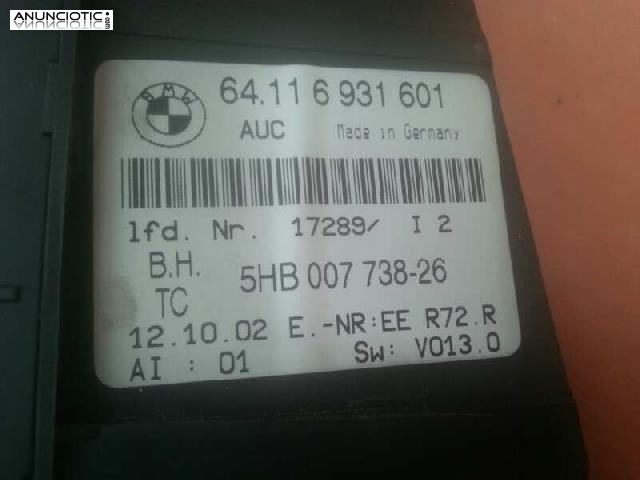 ANUNCIOTIC.com
BMW
64.11 6 931 601
AUC Made in Germany
lfd. Nr. 17289/ I 2
B.H. 5HB 007 738-26
TC
12.10.02 E.-NR:EE R72.R
AI : 01 Sw: V013.0